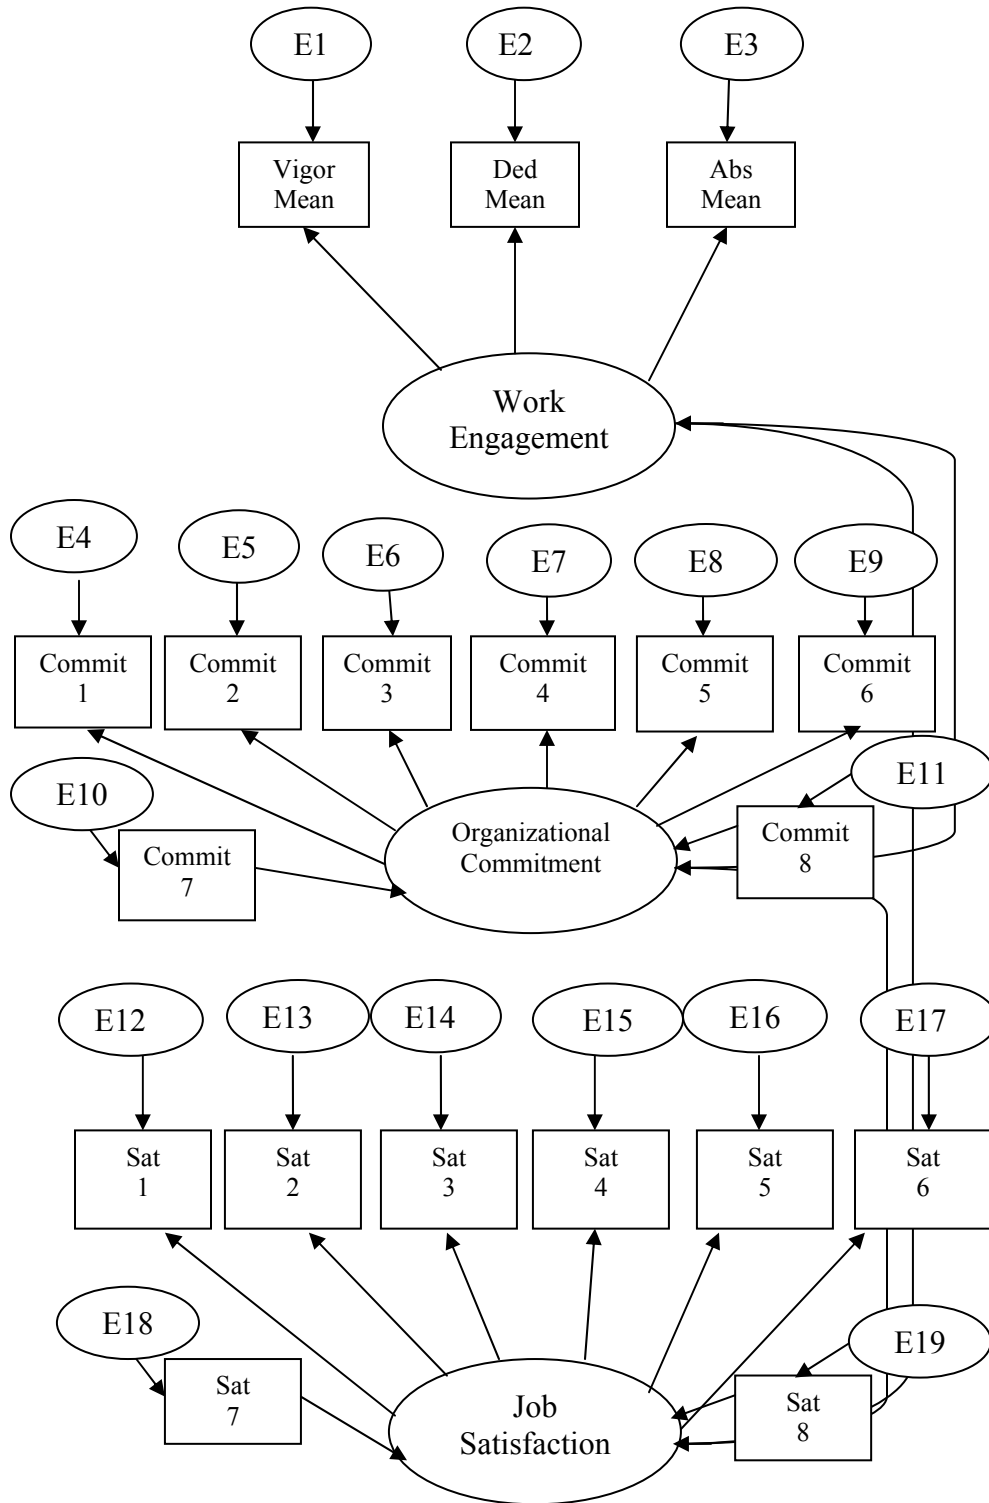 E1
E2
E3
Vigor
Mean
Ded
Mean
Abs
Mean
Work
Engagement
E4
E5
E6
E7
E8
E9
Commit
1
Commit
2
Commit
3
Commit
4
Commit
5
Commit
6
E10
E11
Commit
7
Organizational
Commitment
Commit
8
E12
E13
E14
E15
E16
E17
Sat
1
Sat
2
Sat
3
Sat
4
Sat
5
Sat
6
E18
E19
Sat
7
Job
Satisfaction
Sat
8